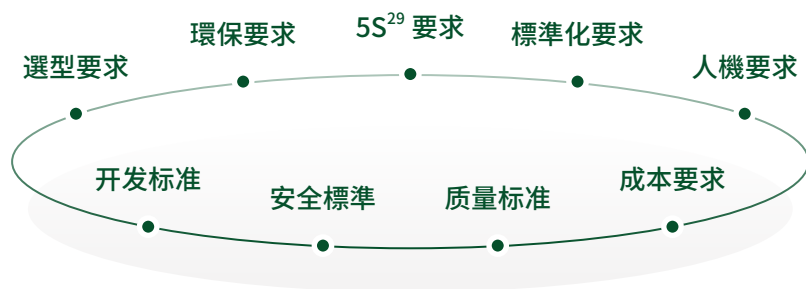 選型要求
環保要求
5S²⁹ 要求
標準化要求
人機要求
开发标准
安全標準
质量标准
成本要求